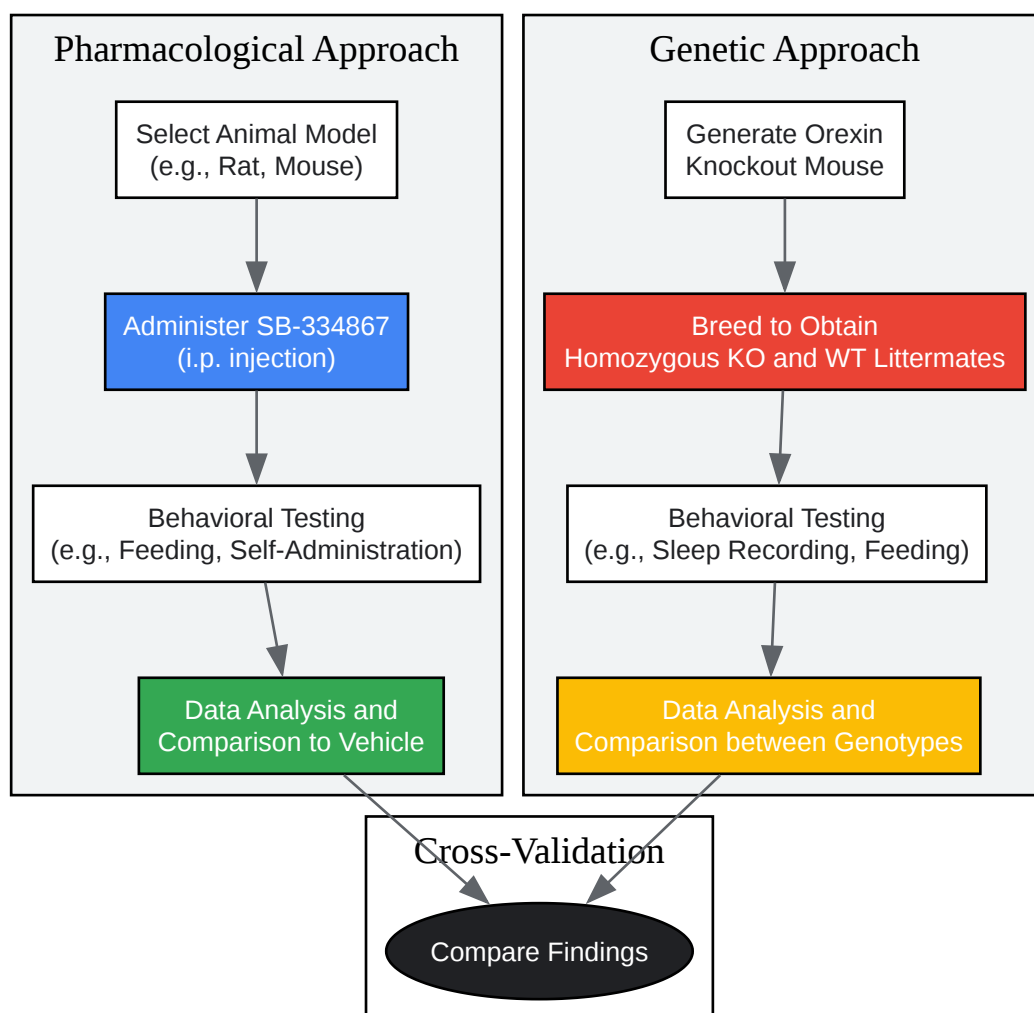 Pharmacological Approach
Select Animal Model
(e.g., Rat, Mouse)
Administer SB-334867
(i.p. injection)
Behavioral Testing
(e.g., Feeding, Self-Administration)
Data Analysis and
Comparison to Vehicle
Genetic Approach
Generate Orexin
Knockout Mouse
Breed to Obtain
Homozygous KO and WT Littermates
Behavioral Testing
(e.g., Sleep Recording, Feeding)
Data Analysis and
Comparison between Genotypes
Cross-Validation
Compare Findings